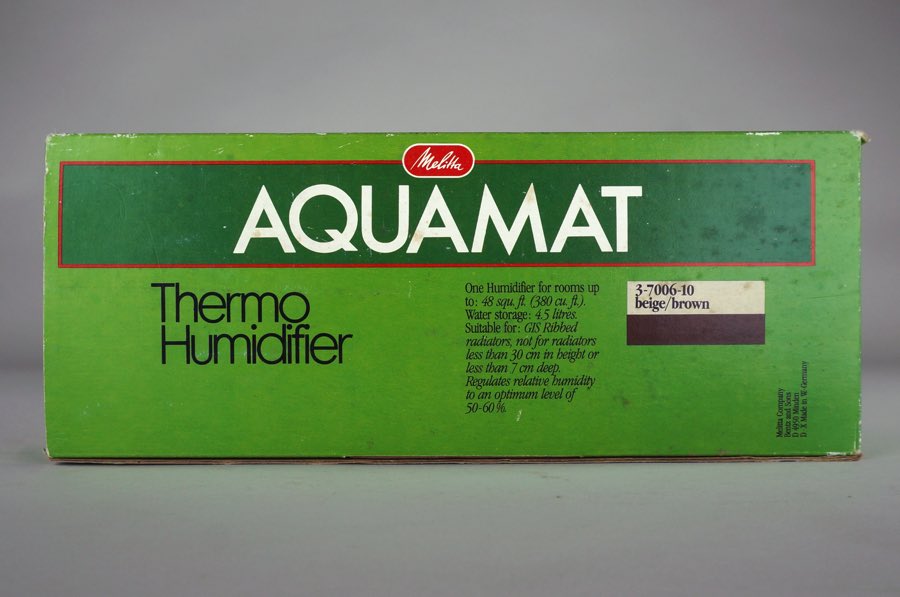 Melitta
AQUAMAT
Thermo
Humidifier
One Humidifier for rooms up
to: 48 squ. ft. (380 cu. ft.).
Water storage: 4.5 litres.
Suitable for: GIS Ribbed
radiators, not for radiators
less than 30 cm in height or
less than 7 cm deep.
Regulates relative humidity
to an optimum level of
50-60%.
3-7006-10
beige/brown
Melitta Company
Bentz and Sons
D 4950 Minden
D-X Made in W-Germany